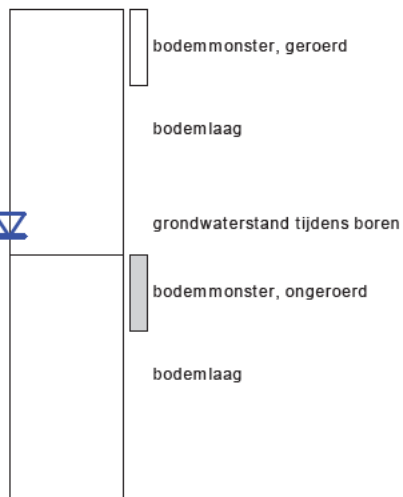 bodemmonster, geroerd
bodemlaag
grondwaterstand tijdens boren
bodemmonster, ongeroerd
bodemlaag